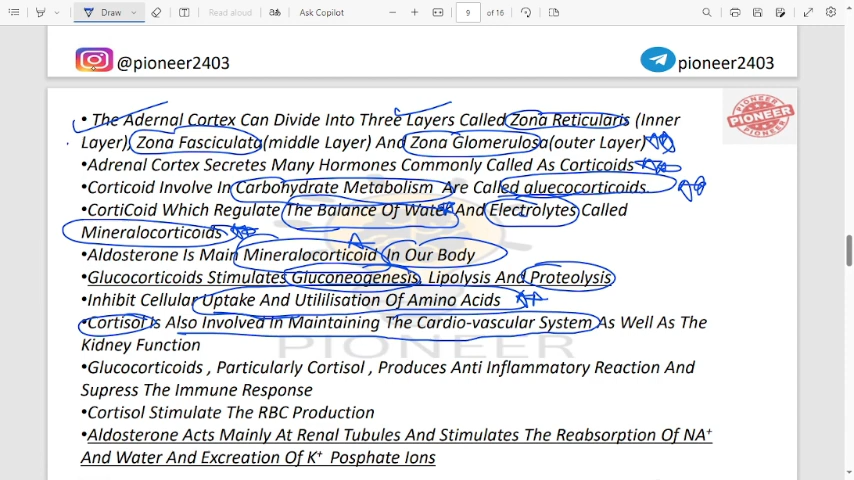 Draw
Read aloud
Ask Copilot
9
of 16
@pioneer2403
pioneer2403
PIONEER
•The Adernal Cortex Can Divide Into Three Layers Called Zona Reticularis (Inner
Layer), Zona Fasciculata(middle Layer) And Zona Glomerulosa(outer Layer)
•Adrenal Cortex Secretes Many Hormones Commonly Called As Corticoids
•Corticoid Involve In Carbohydrate Metabolism Are Called gluecocorticoids.
•CortiCoid Which Regulate The Balance Of Water And Electrolytes Called
Mineralocorticoids
•Aldosterone Is Main Mineralocorticoid In Our Body
•Glucocorticoids Stimulates Gluconeogenesis, Lipolysis And Proteolysis
•Inhibit Cellular Uptake And Utililisation Of Amino Acids
•Cortisol Is Also Involved In Maintaining The Cardio-vascular System As Well As The
Kidney Function
PIONEER
•Glucocorticoids , Particularly Cortisol , Produces Anti Inflammatory Reaction And
Supress The Immune Response
•Cortisol Stimulate The RBC Production
•Aldosterone Acts Mainly At Renal Tubules And Stimulates The Reabsorption Of NA⁺
And Water And Excreation Of K⁺ Posphate Ions